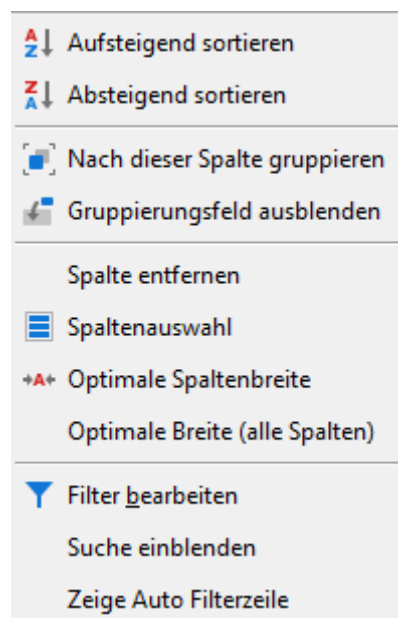 Aufsteigend sortieren
Absteigend sortieren
Nach dieser Spalte gruppieren
Gruppierungsfeld ausblenden
Spalte entfernen
Spaltenauswahl
Optimale Spaltenbreite
Optimale Breite (alle Spalten)
Filter bearbeiten
Suche einblenden
Zeige Auto Filterzeile